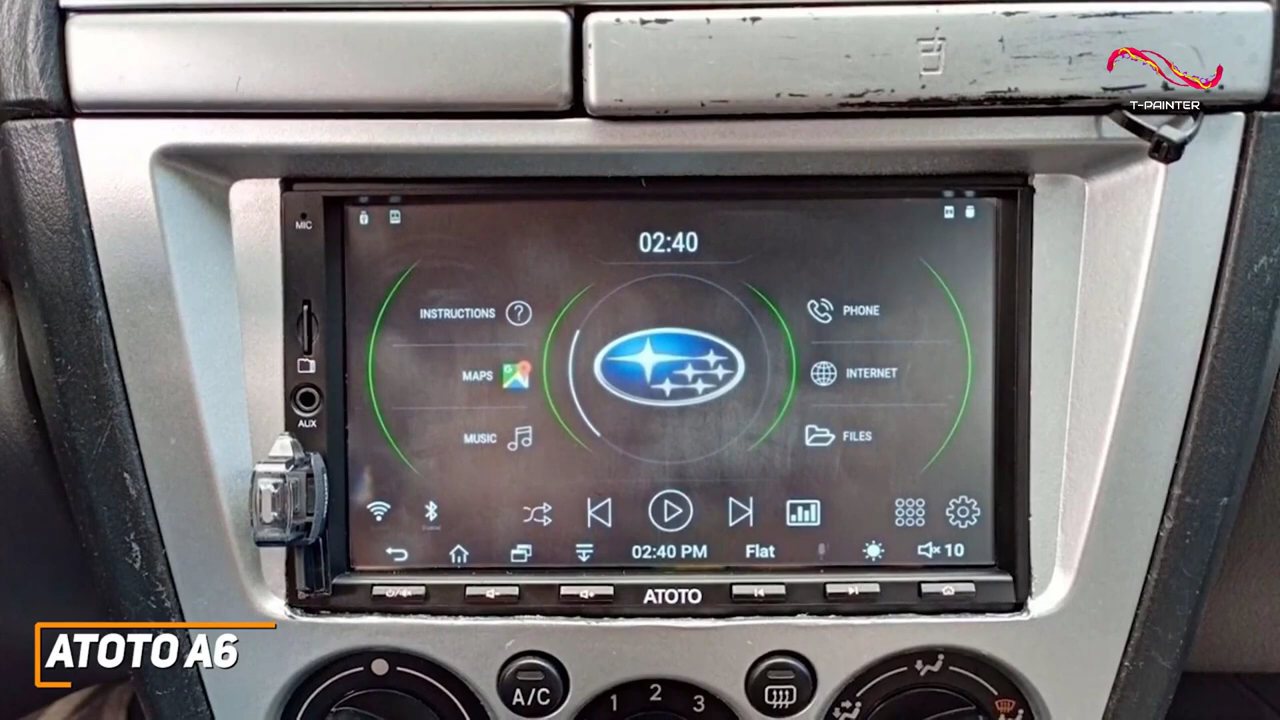 T-PAINTER
MIC
02:40
INSTRUCTIONS ?
PHONE
MAPS
INTERNET
MUSIC
FILES
AUX
02:40 PM Flat 10
ATOTO
ATOTO A6
A/C
1 2 3